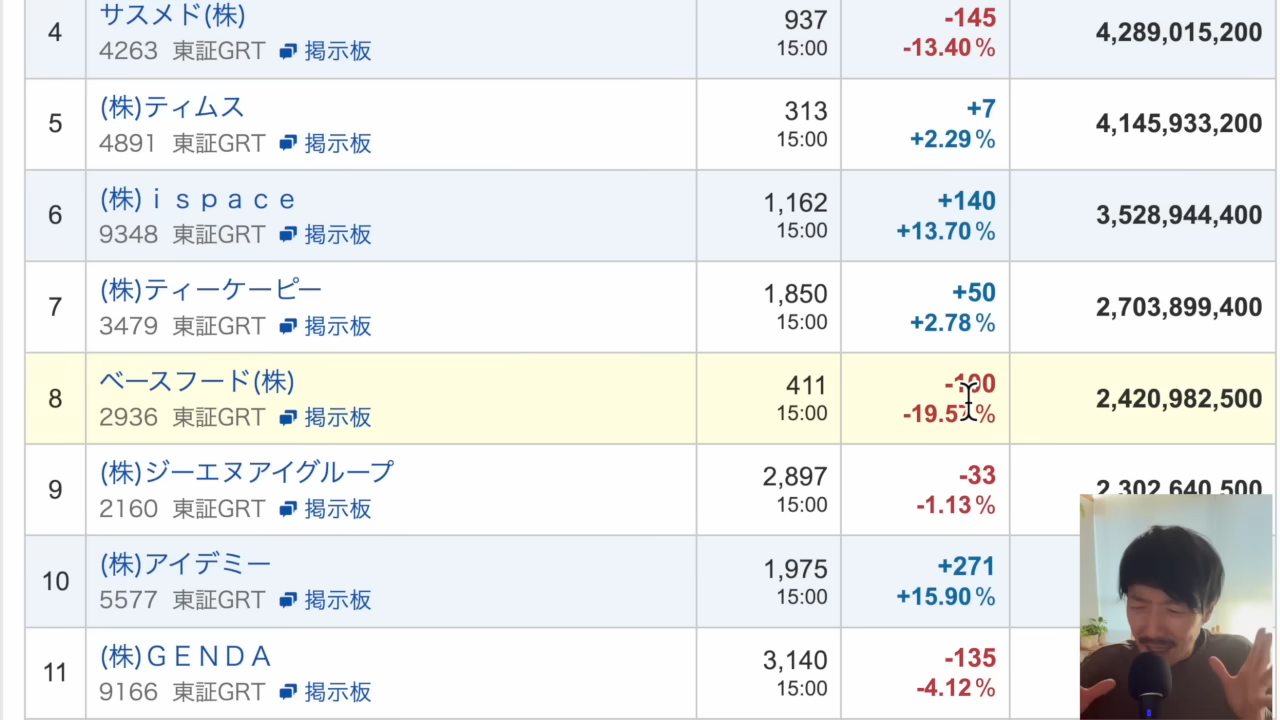 4
サスメド(株)
4263 東証GRT 掲示板
937
15:00
-145
-13.40%
4,289,015,200
5
(株)ティムス
4891 東証GRT 掲示板
313
15:00
+7
+2.29%
4,145,933,200
6
(株)ｉｓｐａｃｅ
9348 東証GRT 掲示板
1,162
15:00
+140
+13.70%
3,528,944,400
7
(株)ティーケーピー
3479 東証GRT 掲示板
1,850
15:00
+50
+2.78%
2,703,899,400
8
ベースフード(株)
2936 東証GRT 掲示板
411
15:00
-100
-19.57%
2,420,982,500
9
(株)ジーエヌアイグループ
2160 東証GRT 掲示板
2,897
15:00
-33
-1.13%
2,302,640,500
10
(株)アイデミー
5577 東証GRT 掲示板
1,975
15:00
+271
+15.90%
11
(株)ＧＥＮＤＡ
9166 東証GRT 掲示板
3,140
15:00
-135
-4.12%